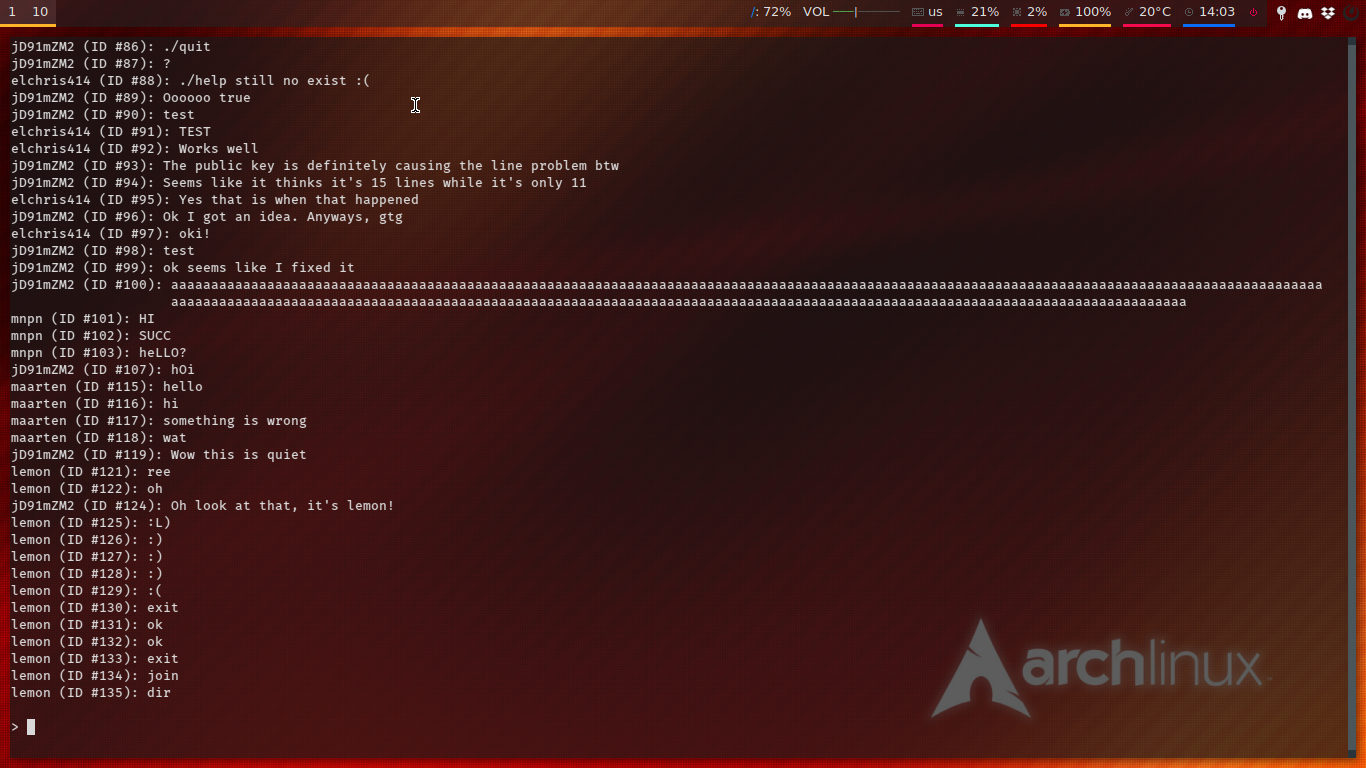 1 10 /: 72% VOL us 21% 2% 100% 20°C 14:03
jD91mZM2 (ID #86): ./quit
jD91mZM2 (ID #87): ?
elchris414 (ID #88): ./help still no exist :(
jD91mZM2 (ID #89): Oooooo true
jD91mZM2 (ID #90): test
elchris414 (ID #91): TEST
elchris414 (ID #92): Works well
jD91mZM2 (ID #93): The public key is definitely causing the line problem btw
jD91mZM2 (ID #94): Seems like it thinks it's 15 lines while it's only 11
elchris414 (ID #95): Yes that is when that happened
jD91mZM2 (ID #96): Ok I got an idea. Anyways, gtg
elchris414 (ID #97): oki!
jD91mZM2 (ID #98): test
jD91mZM2 (ID #99): ok seems like I fixed it
jD91mZM2 (ID #100): aaaaaaaaaaaaaaaaaaaaaaaaaaaaaaaaaaaaaaaaaaaaaaaaaaaaaaaaaaaaaaaaaaaaaaaaaaaaaaaaaaaaaaaaaaaaaaaaaaaaaaaaaaaaaaaaaaaaaaaaaaaaaaaaaaaaaaaaaaaaaaaa
aaaaaaaaaaaaaaaaaaaaaaaaaaaaaaaaaaaaaaaaaaaaaaaaaaaaaaaaaaaaaaaaaaaaaaaaaaaaaaaaaaaaaaaaaaaaaaaaaaaaaaaaaaaaaaaaaaaaaaaaaaaaaaa
mnpn (ID #101): HI
mnpn (ID #102): SUCC
mnpn (ID #103): heLLO?
jD91mZM2 (ID #107): hOi
maarten (ID #115): hello
maarten (ID #116): hi
maarten (ID #117): something is wrong
maarten (ID #118): wat
jD91mZM2 (ID #119): Wow this is quiet
lemon (ID #121): ree
lemon (ID #122): oh
jD91mZM2 (ID #124): Oh look at that, it's lemon!
lemon (ID #125): :L)
lemon (ID #126): :)
lemon (ID #127): :)
lemon (ID #128): :)
lemon (ID #129): :(
lemon (ID #130): exit
lemon (ID #131): ok
lemon (ID #132): ok
lemon (ID #133): exit
lemon (ID #134): join
lemon (ID #135): dir
archlinux
>